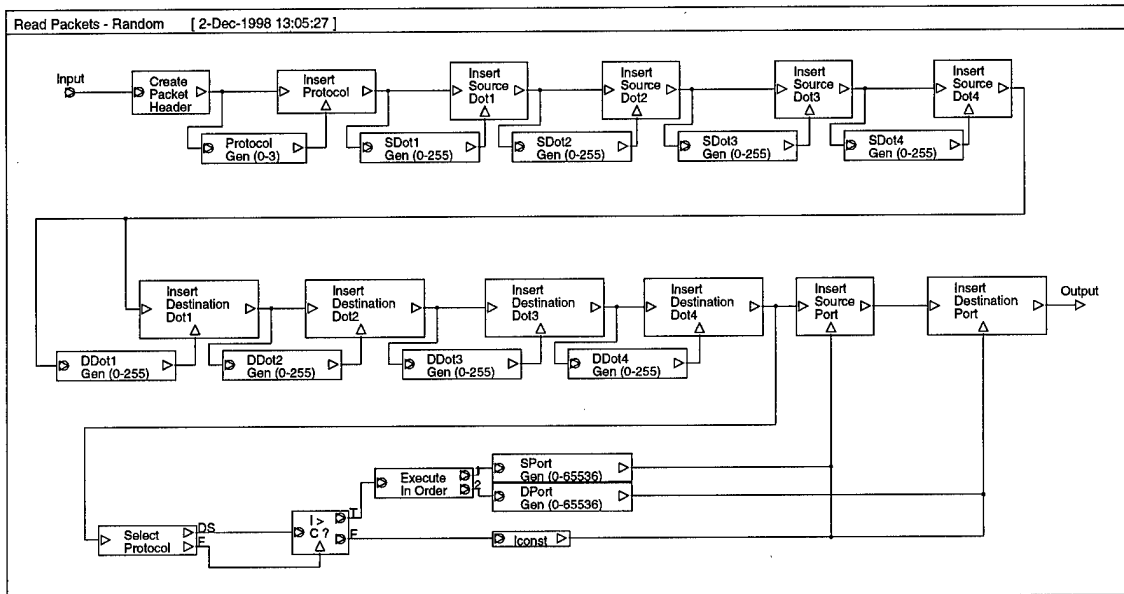 Read Packets - Random [ 2-Dec-1998 13:05:27 ]
Input
Create
Packet
Header
Insert
Protocol
Insert
Source
Dot1
Insert
Source
Dot2
Insert
Source
Dot3
Insert
Source
Dot4
Protocol
Gen (0-3)
SDot1
Gen (0-255)
SDot2
Gen (0-255)
SDot3
Gen (0-255)
SDot4
Gen (0-255)
Insert
Destination
Dot1
Insert
Destination
Dot2
Insert
Destination
Dot3
Insert
Destination
Dot4
Insert
Source
Port
Insert
Destination
Port
Output
DDot1
Gen (0-255)
DDot2
Gen (0-255)
DDot3
Gen (0-255)
DDot4
Gen (0-255)
Execute
In Order
1
2
SPort
Gen (0-65536)
DPort
Gen (0-65536)
Select
Protocol
DS
F
I >
C ?
T
F
Iconst